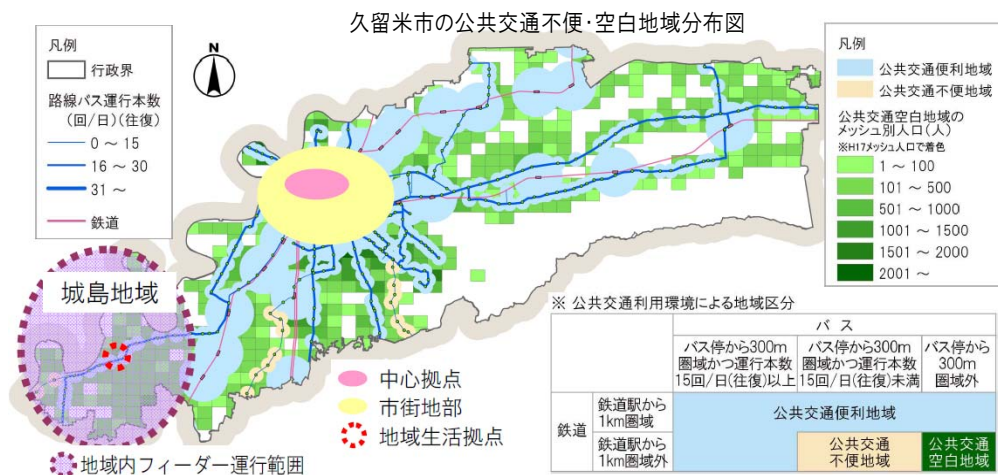 久留米市の公共交通不便･空白地域分布図
凡例
行政界
路線バス運行本数
(回/日)(往復)
0 ～ 15
16 ～ 30
31 ～
鉄道
N
凡例
公共交通便利地域
公共交通不便地域
公共交通空白地域の
メッシュ別人口(人)
※H17メッシュ人口で着色
1 ～ 100
101 ～ 500
501 ～ 1000
1001 ～ 1500
1501 ～ 2000
2001 ～
城島地域
中心拠点
市街地部
地域生活拠点
地域内フィーダー運行範囲
※ 公共交通利用環境による地域区分
バス
バス停から300m
圏域かつ運行本数
15回/日(往復)以上
バス停から300m
圏域かつ運行本数
15回/日(往復)未満
バス停から
300m
圏域外
鉄道
鉄道駅から
1km圏域
公共交通便利地域
鉄道駅から
1km圏域外
公共交通
不便地域
公共交通
空白地域